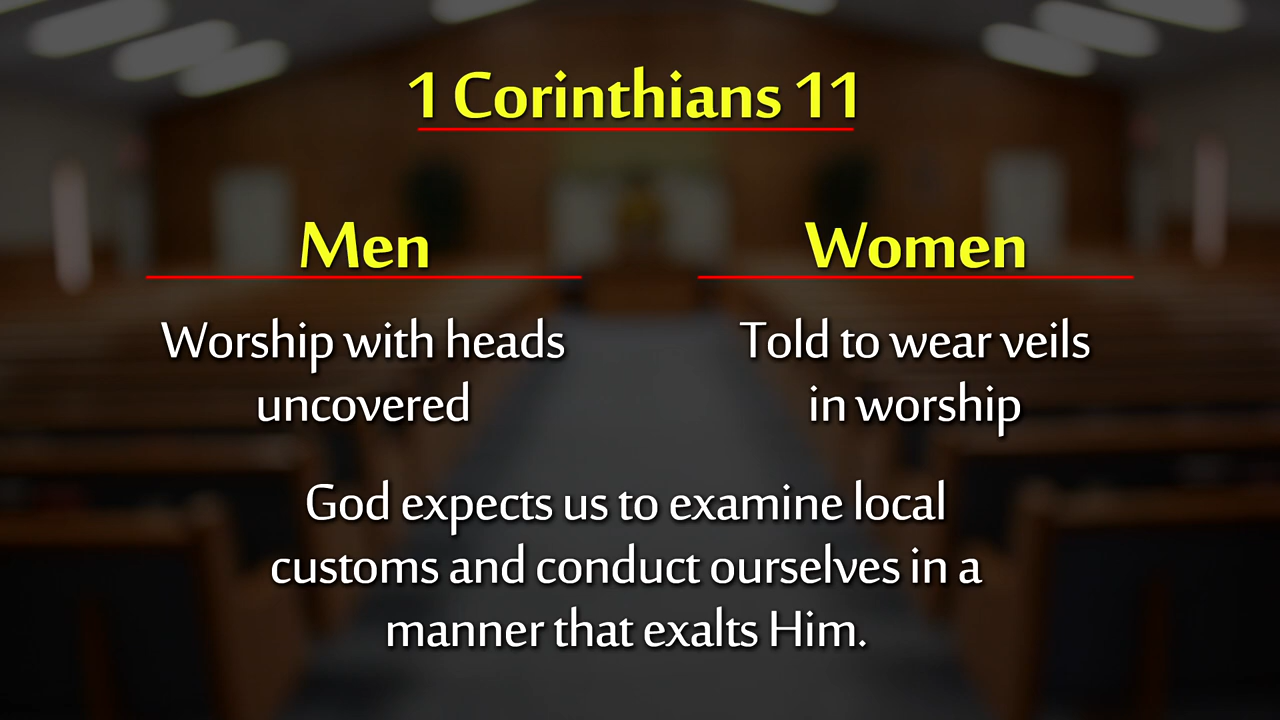 1 Corinthians 11
Men
Worship with heads
uncovered
Women
Told to wear veils
in worship
God expects us to examine local
customs and conduct ourselves in a
manner that exalts Him.